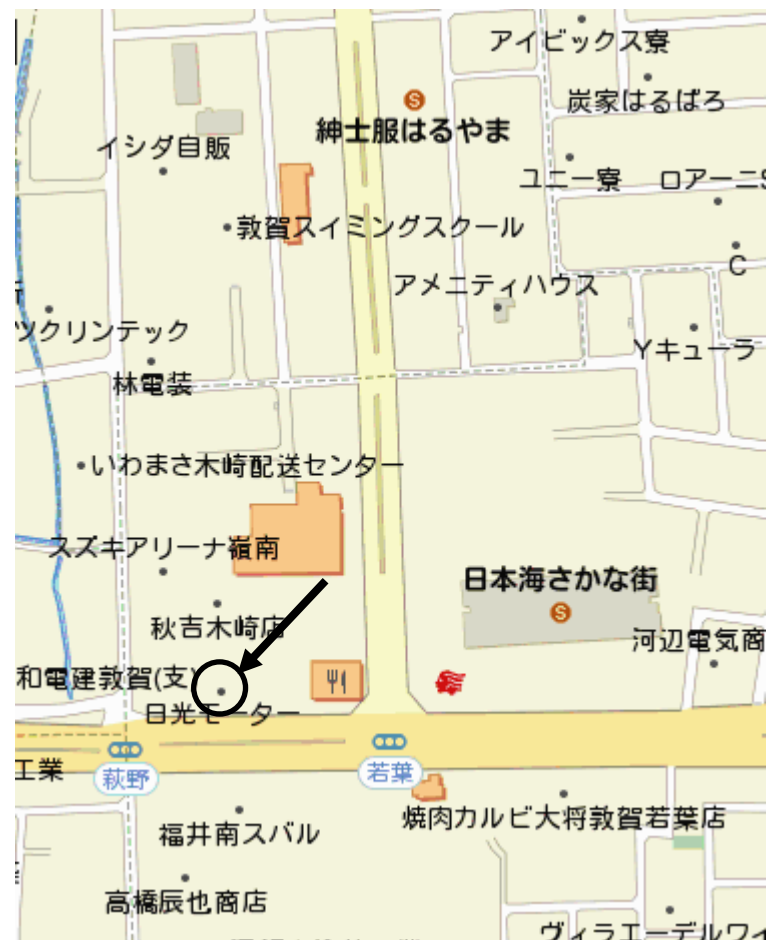 アイビックス寮
炭家はるぱろ
S
紳士服はるやま
イシダ自販
ユニー寮
ロアーニS
敦賀スイミングスクール
C
アメニティハウス
ツクリンテック
Yキューラ
林電装
いわまさ木崎配送センター
スズキアリーナ嶺南
日本海さかな街
S
秋吉木崎店
河辺電気商
和電建敦賀(支)
日光モーター
工業
萩野
若葉
焼肉カルビ大将敦賀若葉店
福井南スバル
高橋辰也商店
ヴィラエーデルワイ